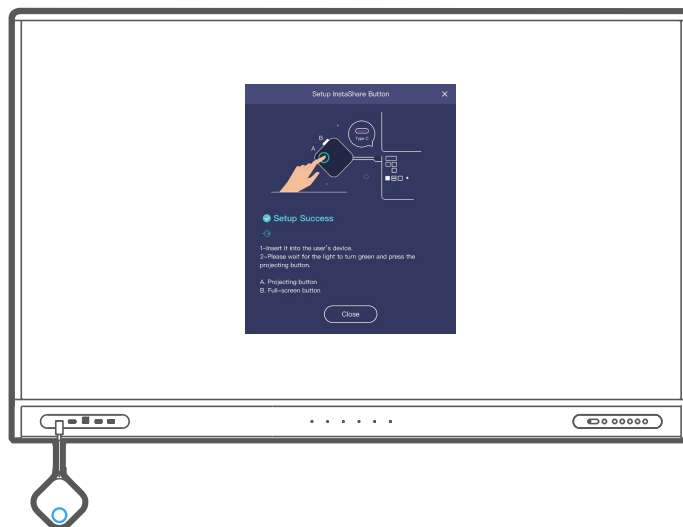 Setup InstaShare Button
B
Type C
A
Setup Success
1-Insert it into the user's device.
2-Please wait for the light to turn green and press the
projecting button.
A. Projecting button
B. Full-screen button
Close